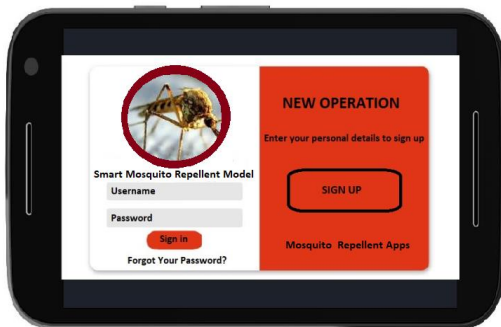 Smart Mosquito Repellent Model
Username
Password
Sign in
Forgot Your Password?
NEW OPERATION
Enter your personal details to sign up
SIGN UP
Mosquito Repellent Apps